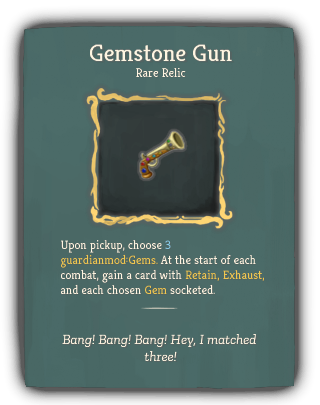 Gemstone Gun
Rare Relic
Upon pickup, choose 3
guardianmod:Gems. At the start of each
combat, gain a card with Retain, Exhaust,
and each chosen Gem socketed.
Bang! Bang! Bang! Hey, I matched
three!